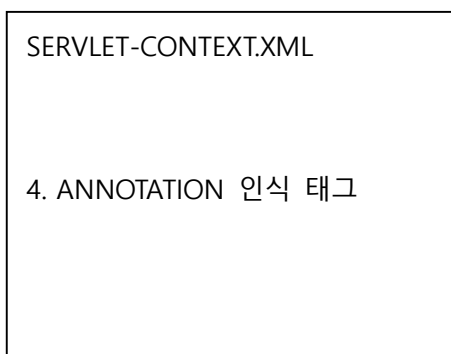 SERVLET-CONTEXT.XML
4. ANNOTATION 인식 태그